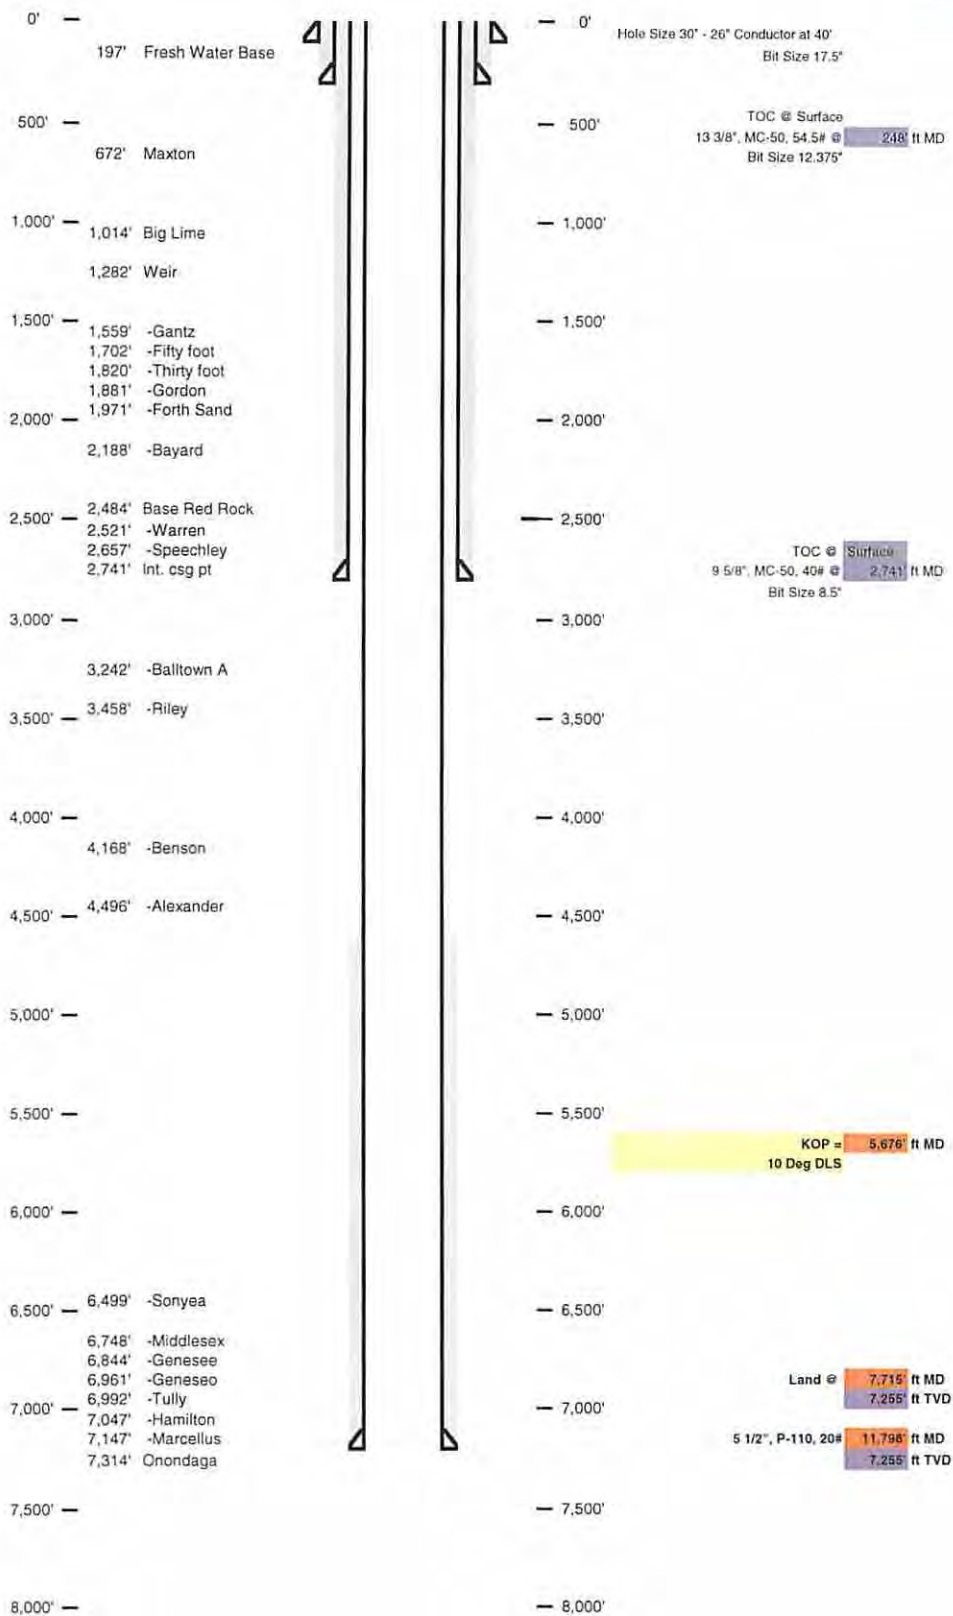 0' 0'
Hole Size 30" - 26" Conductor at 40'
197' Fresh Water Base
Bit Size 17.5"
TOC @ Surface
500' 500'
13 3/8", MC-50, 54.5# @ 248' ft MD
672' Maxton
Bit Size 12.375"
1,000' 1,000'
1,014' Big Lime
1,282' Weir
1,500' 1,500'
1,559' -Gantz
1,702' -Fifty foot
1,820' -Thirty foot
1,881' -Gordon
1,971' -Forth Sand
2,000' 2,000'
2,188' -Bayard
2,484' Base Red Rock
2,500' 2,500'
2,521' -Warren
2,657' -Speechley
TOC @ Surface
2,741' Int. csg pt
9 5/8", MC-50, 40# @ 2,741' ft MD
Bit Size 8.5"
3,000' 3,000'
3,242' -Balltown A
3,458' -Riley
3,500' 3,500'
4,000' 4,000'
4,168' -Benson
4,496' -Alexander
4,500' 4,500'
5,000' 5,000'
5,500' 5,500'
KOP = 5,676' ft MD
10 Deg DLS
6,000' 6,000'
6,499' -Sonyea
6,500' 6,500'
6,748' -Middlesex
6,844' -Genesee
6,961' -Geneseo
Land @ 7,715' ft MD
6,992' -Tully
7,255' ft TVD
7,000' 7,000'
7,047' -Hamilton
7,147' -Marcellus
5 1/2", P-110, 20# 11,798' ft MD
7,314' Onondaga
7,255' ft TVD
7,500' 7,500'
8,000' 8,000'